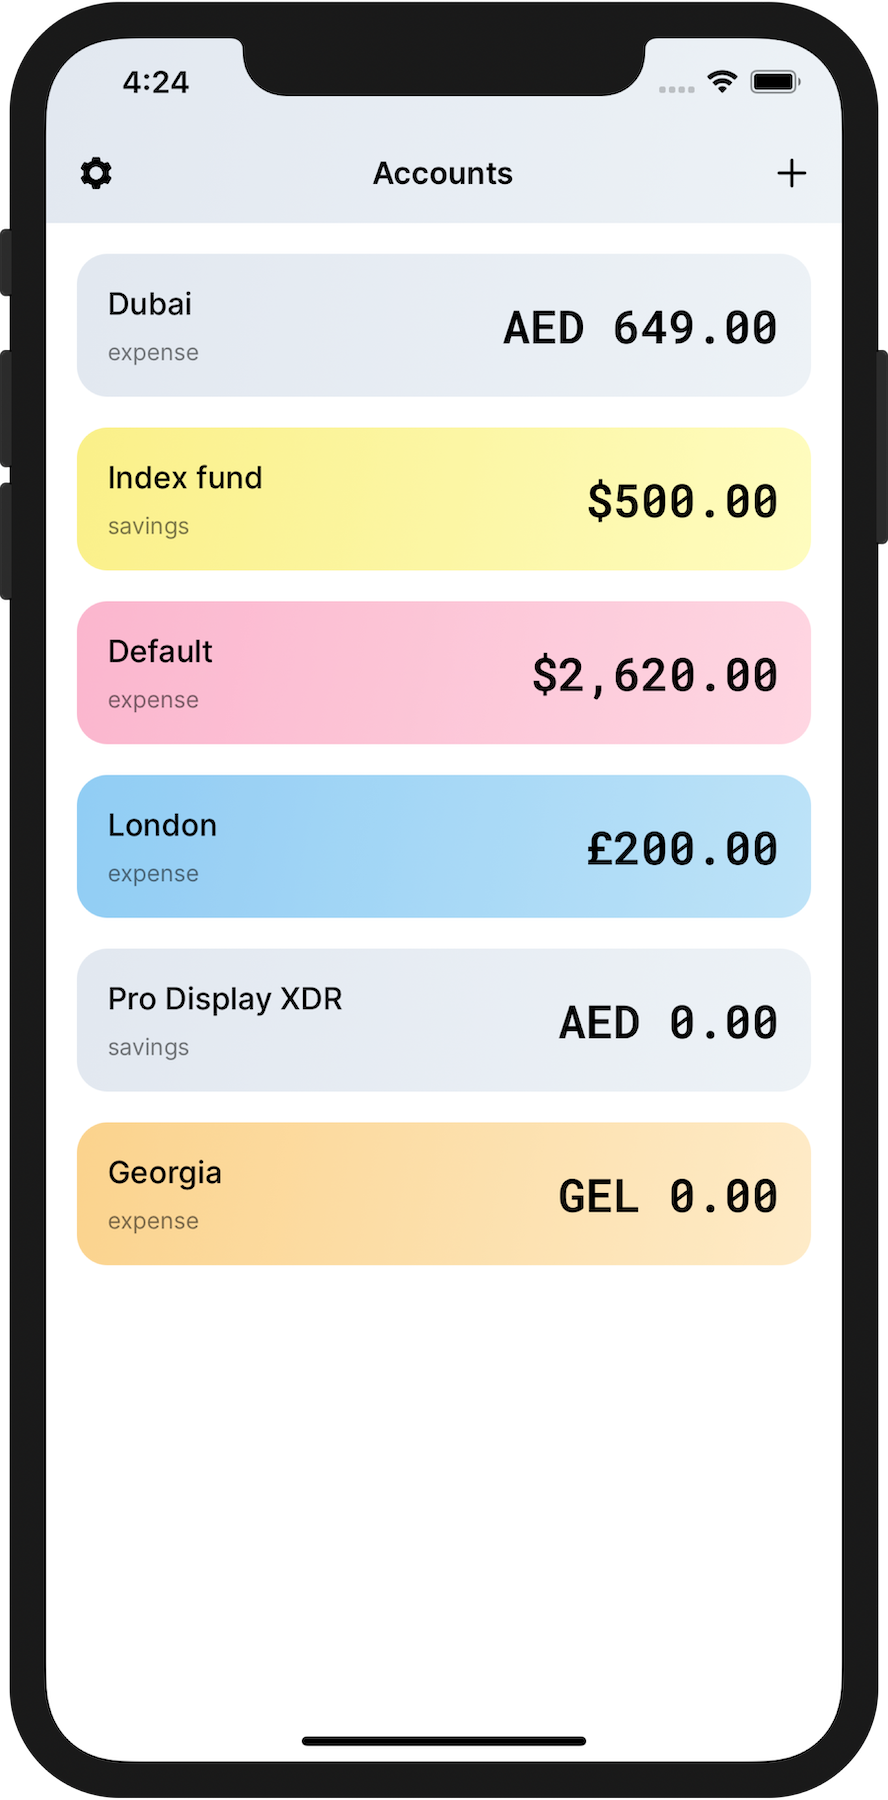 4:24
Accounts
Dubai
expense
AED 649.00
Index fund
savings
$500.00
Default
expense
$2,620.00
London
expense
£200.00
Pro Display XDR
savings
AED 0.00
Georgia
expense
GEL 0.00